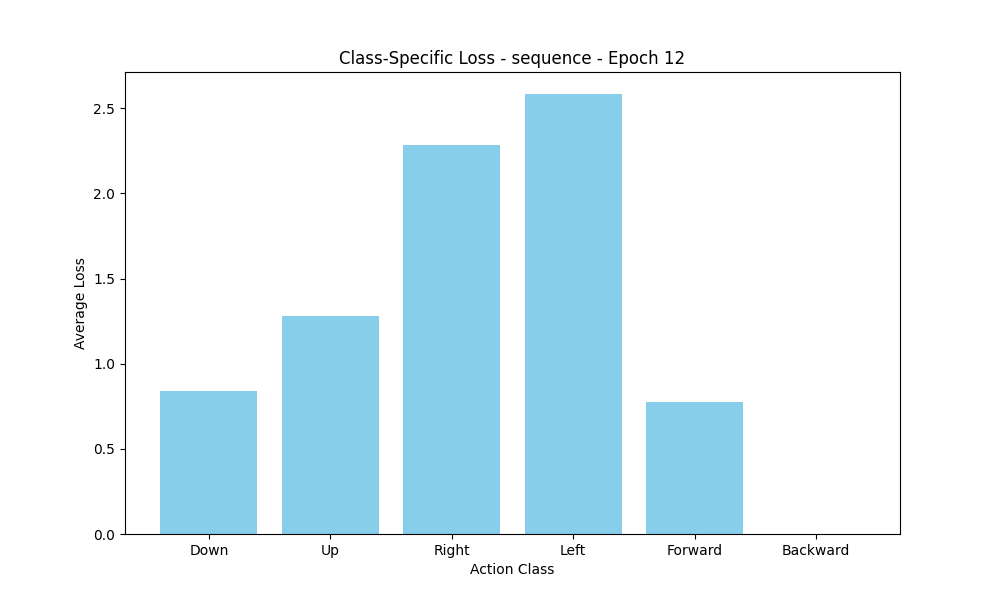 Class-Specific Loss - sequence - Epoch 12
Average Loss
2.5
2.0
1.5
1.0
0.5
0.0
Down Up Right Left Forward Backward
Action Class